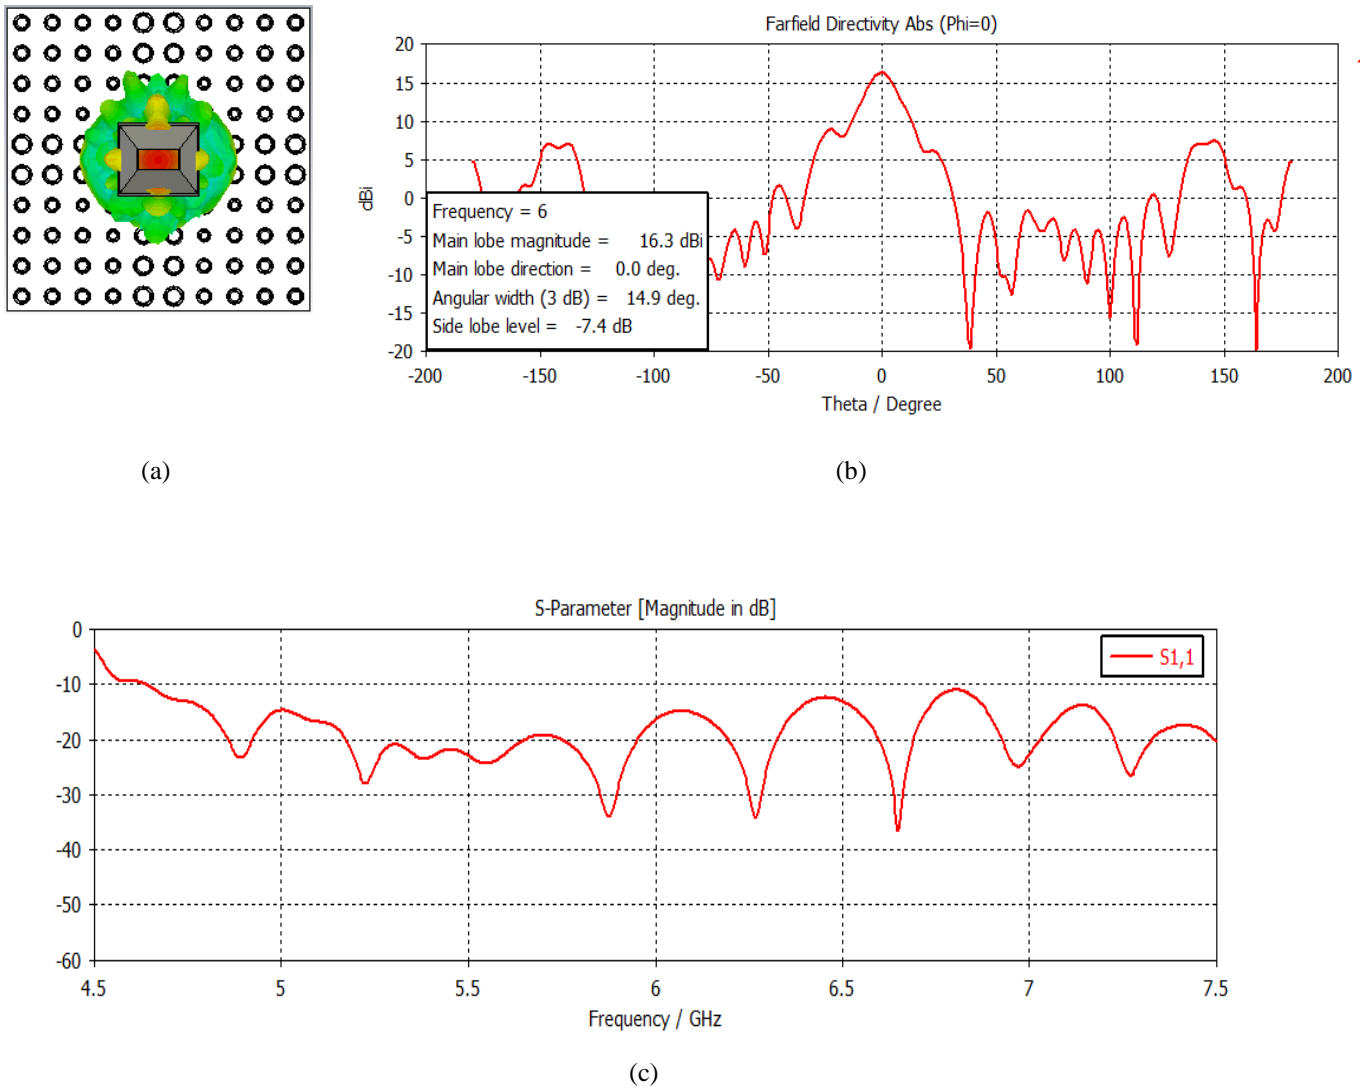 Farfield Directivity Abs (Phi=0)
20
15
10
5
0
-5
-10
-15
-20
dBi
Frequency = 6
Main lobe magnitude = 16.3 dBi
Main lobe direction = 0.0 deg.
Angular width (3 dB) = 14.9 deg.
Side lobe level = -7.4 dB
-200 -150 -100 -50 0 50 100 150 200
Theta / Degree
(a)
(b)
S-Parameter [Magnitude in dB]
S1,1
0
-10
-20
-30
-40
-50
-60
4.5 5 5.5 6 6.5 7 7.5
Frequency / GHz
(c)